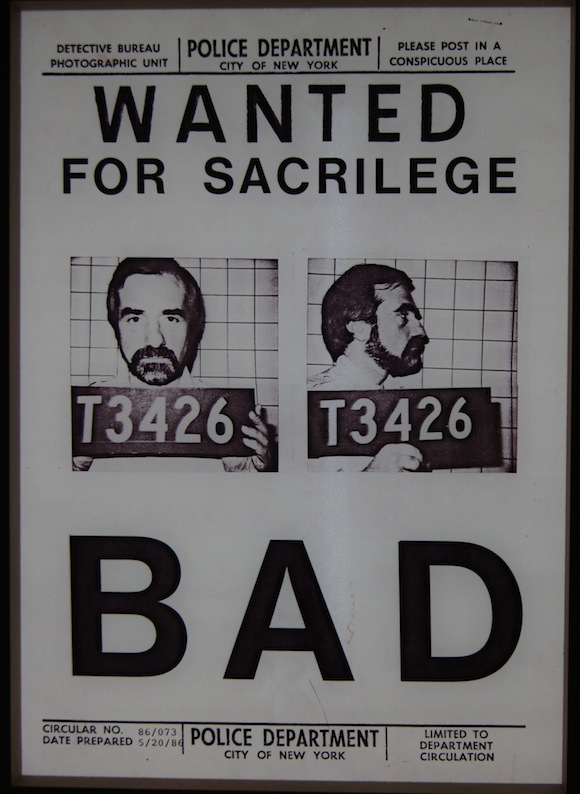 DETECTIVE BUREAU
PHOTOGRAPHIC UNIT
POLICE DEPARTMENT
CITY OF NEW YORK
PLEASE POST IN A
CONSPICUOUS PLACE
WANTED
FOR SACRILEGE
T3426
T3426
BAD
CIRCULAR NO. 86/073
DATE PREPARED 5/20/86
POLICE DEPARTMENT
CITY OF NEW YORK
LIMITED TO
DEPARTMENT
CIRCULATION